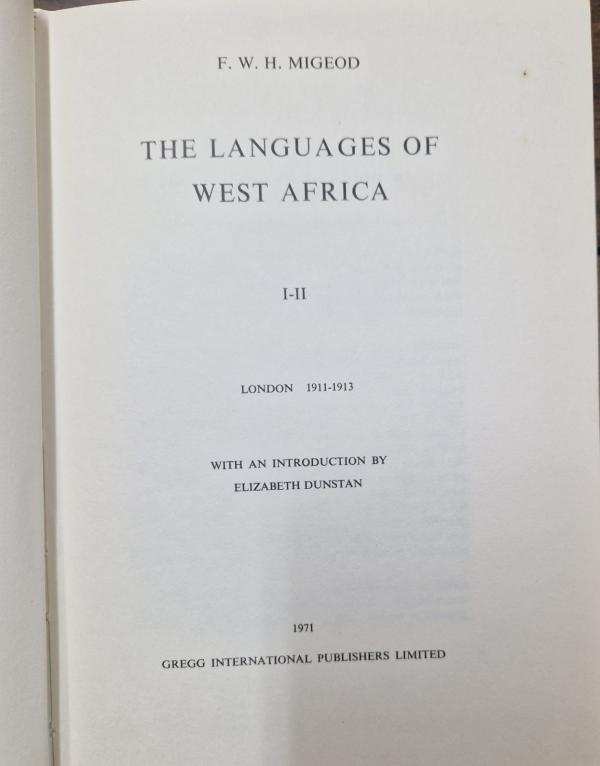 F. W. H. MIGEOD
THE LANGUAGES OF
WEST AFRICA
I-II
LONDON 1911-1913
WITH AN INTRODUCTION BY
ELIZABETH DUNSTAN
1971
GREGG INTERNATIONAL PUBLISHERS LIMITED